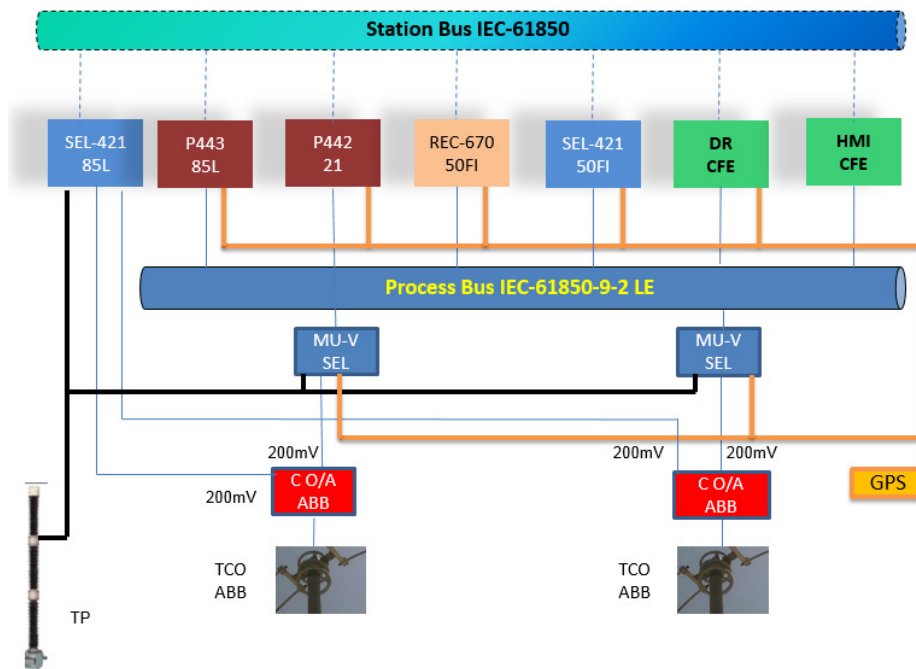 Station Bus IEC-61850
SEL-421
85L
P443
85L
P442
21
REC-670
50FI
SEL-421
50FI
DR
CFE
HMI
CFE
Process Bus IEC-61850-9-2 LE
MU-V
SEL
MU-V
SEL
200mV
200mV
200mV
200mV
C O/A
ABB
C O/A
ABB
GPS
TCO
ABB
TCO
ABB
TP